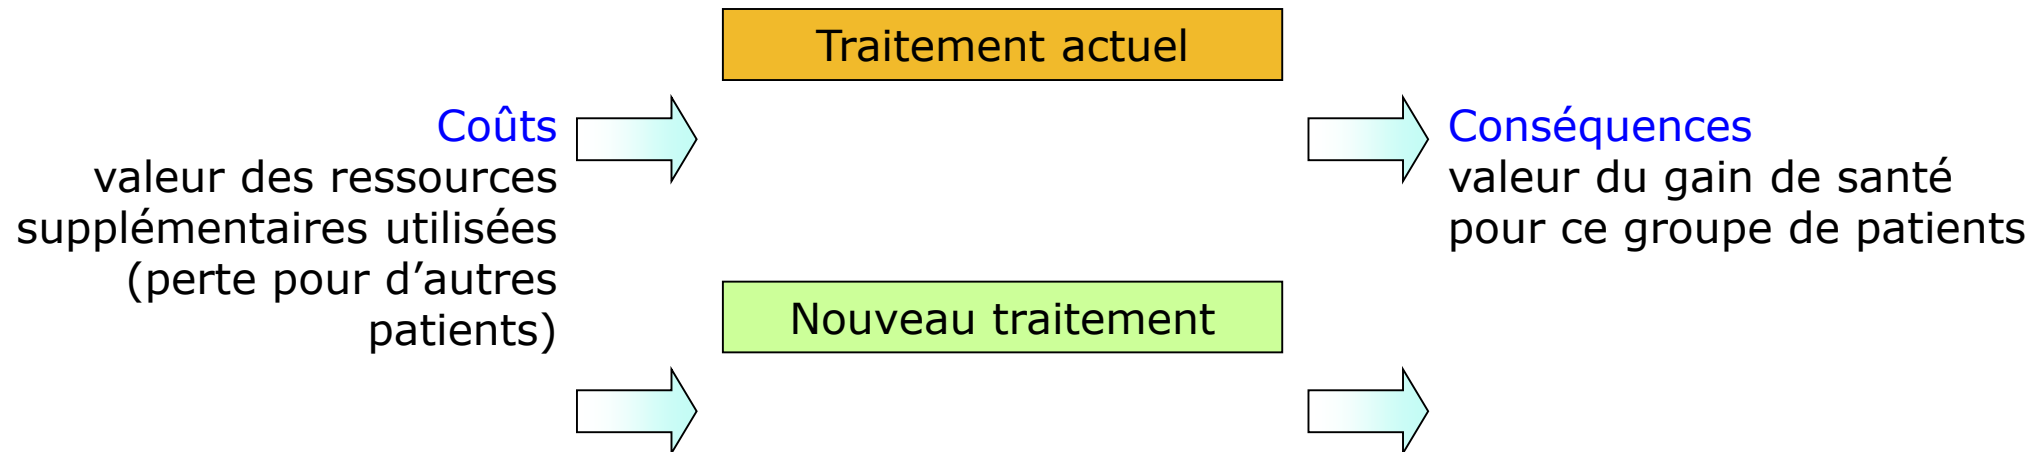 Traitement actuel
Coûts
valeur des ressources
supplémentaires utilisées
(perte pour d’autres
patients)
Conséquences
valeur du gain de santé
pour ce groupe de patients
Nouveau traitement